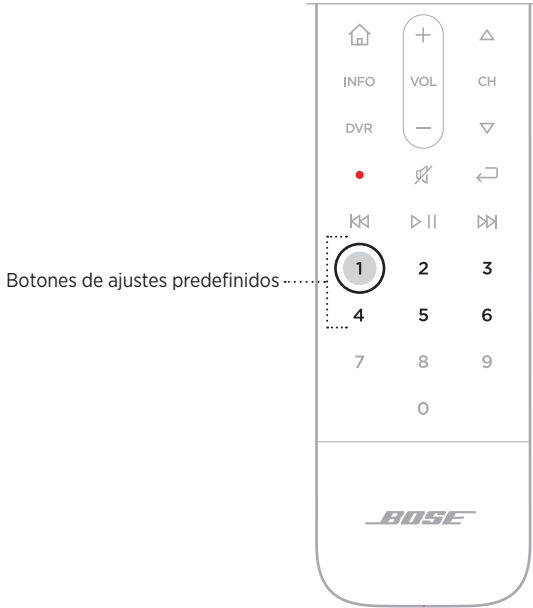 INFO VOL CH
DVR
1 2 3
Botones de ajustes predefinidos
4 5 6
7 8 9
0
BOSE